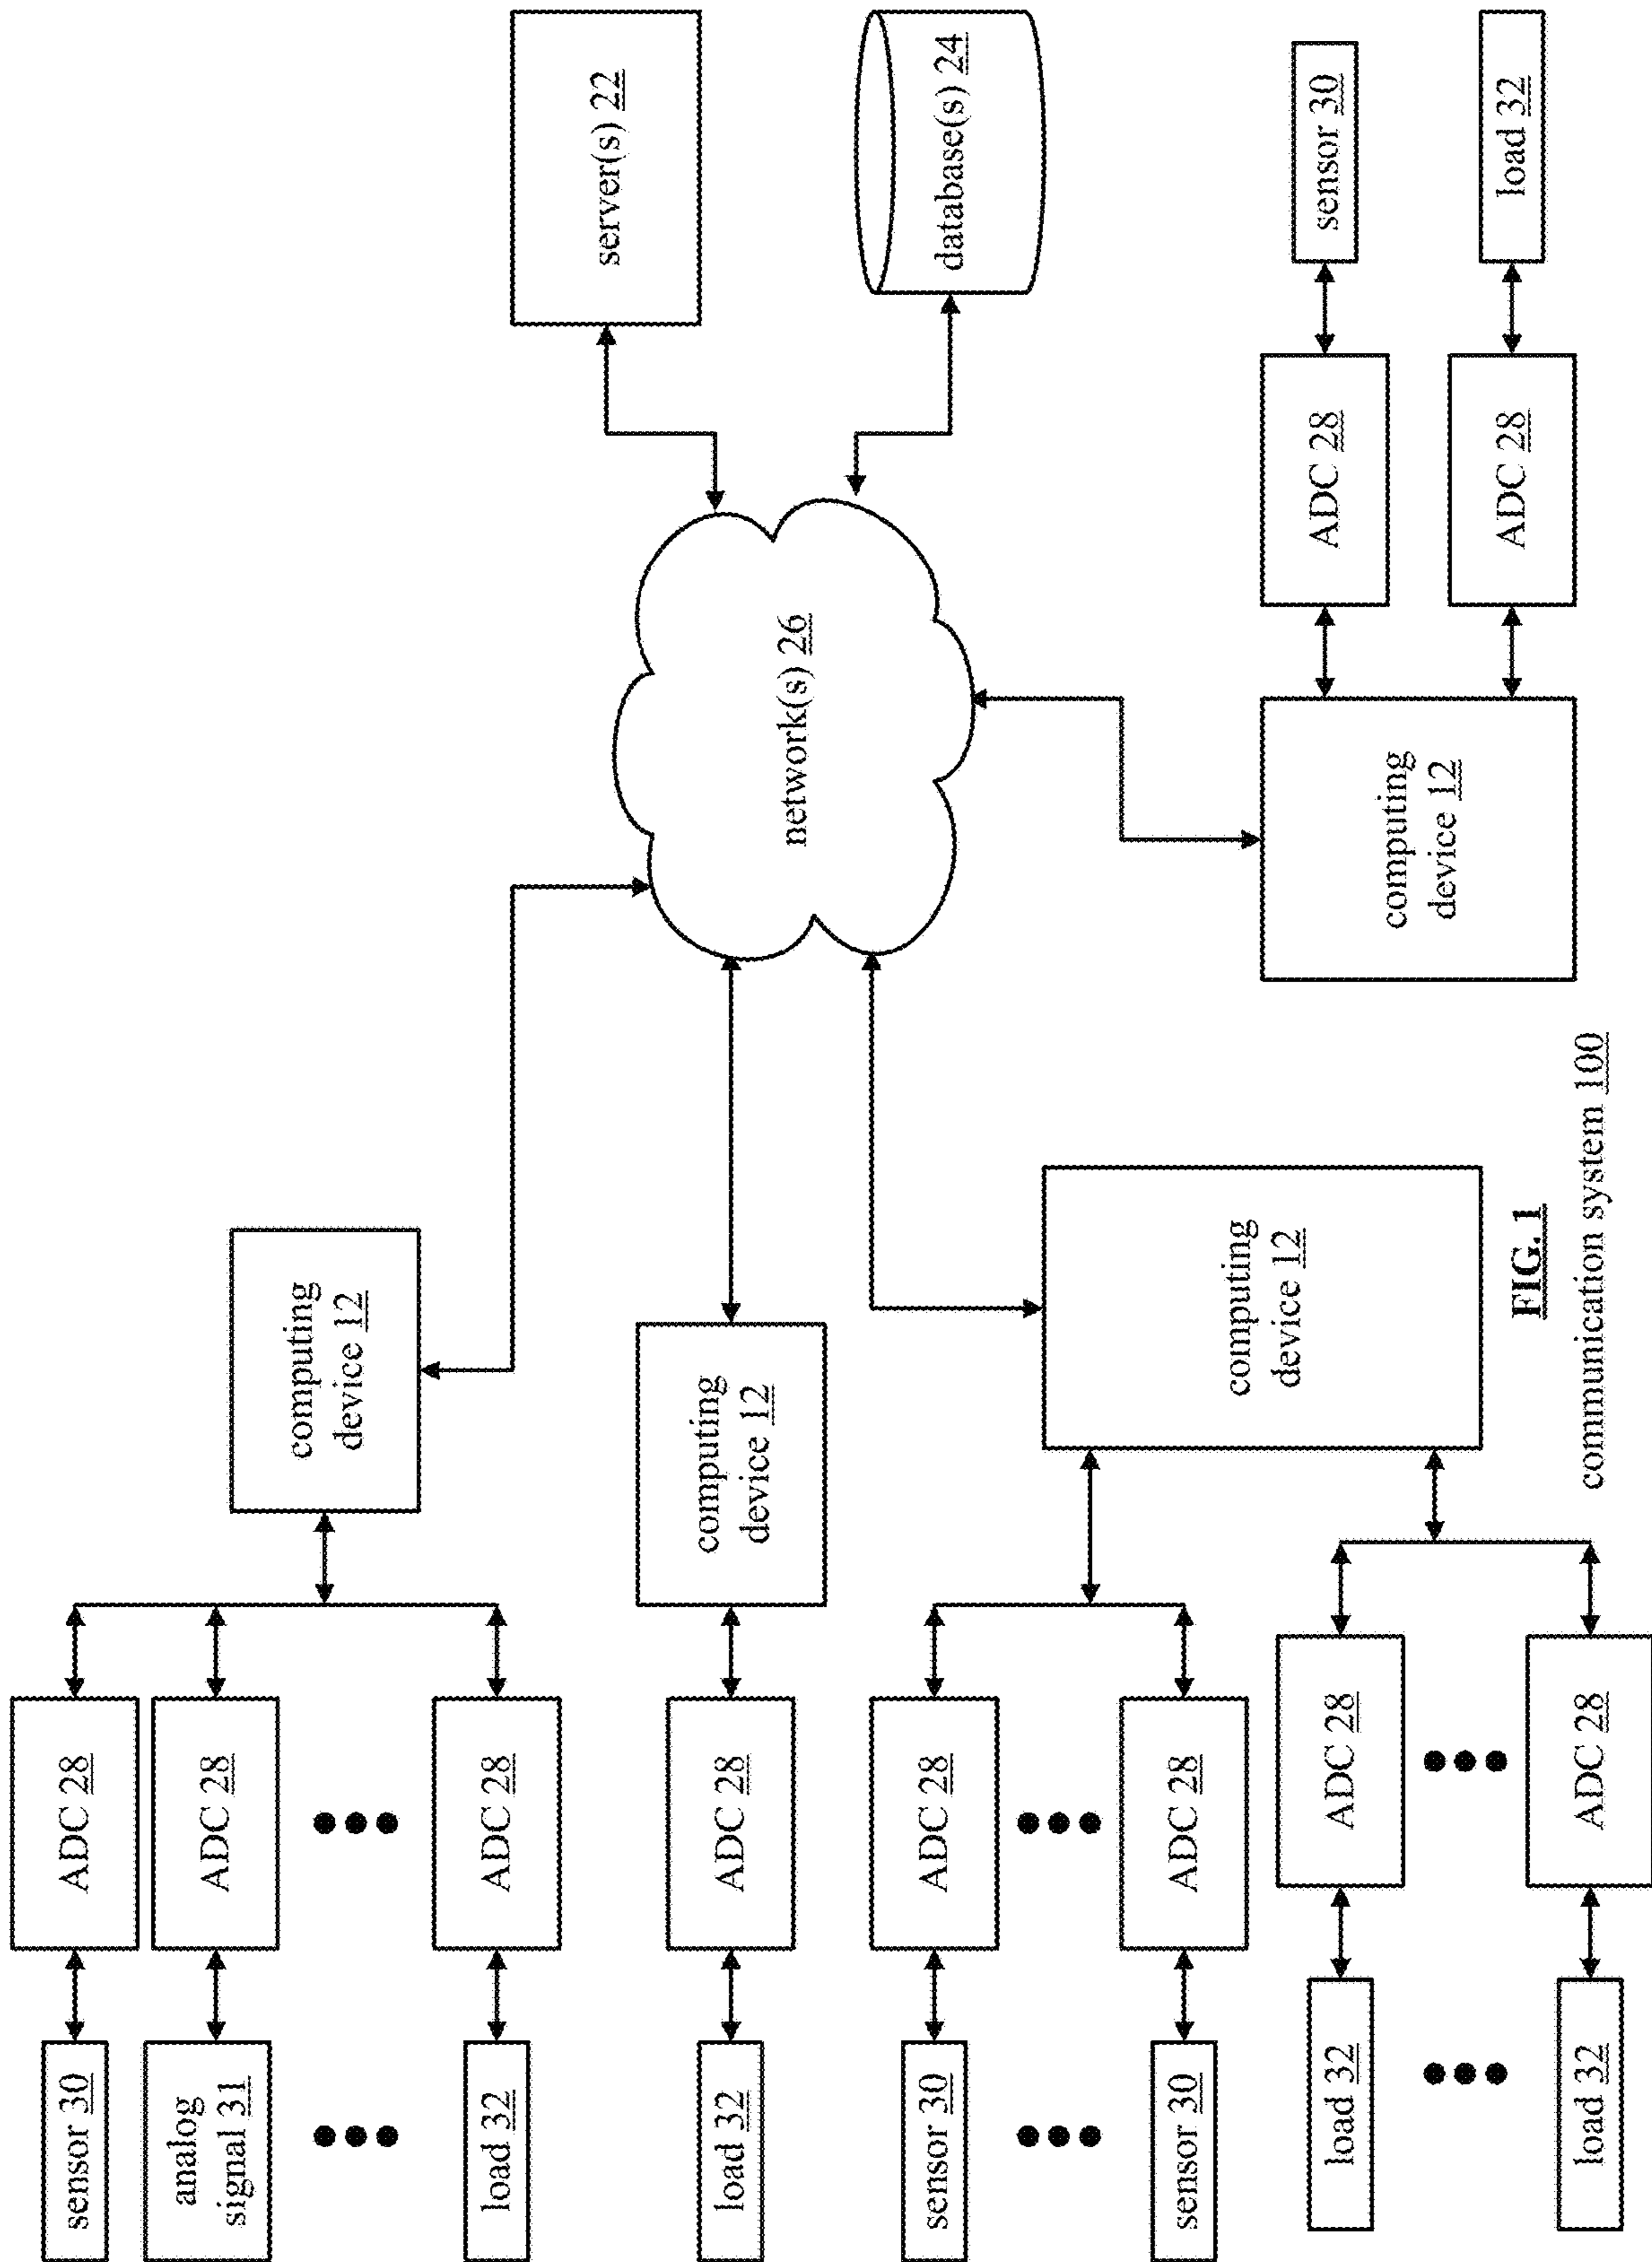 sensor 30
ADC 28
analog
signal 31
ADC 28
load 32
ADC 28
computing
device 12
load 32
ADC 28
computing
device 12
sensor 30
ADC 28
sensor 30
ADC 28
load 32
ADC 28
load 32
ADC 28
computing
device 12
network(s) 26
server(s) 22
database(s) 24
computing
device 12
ADC 28
sensor 30
ADC 28
load 32
FIG. 1
communication system 100